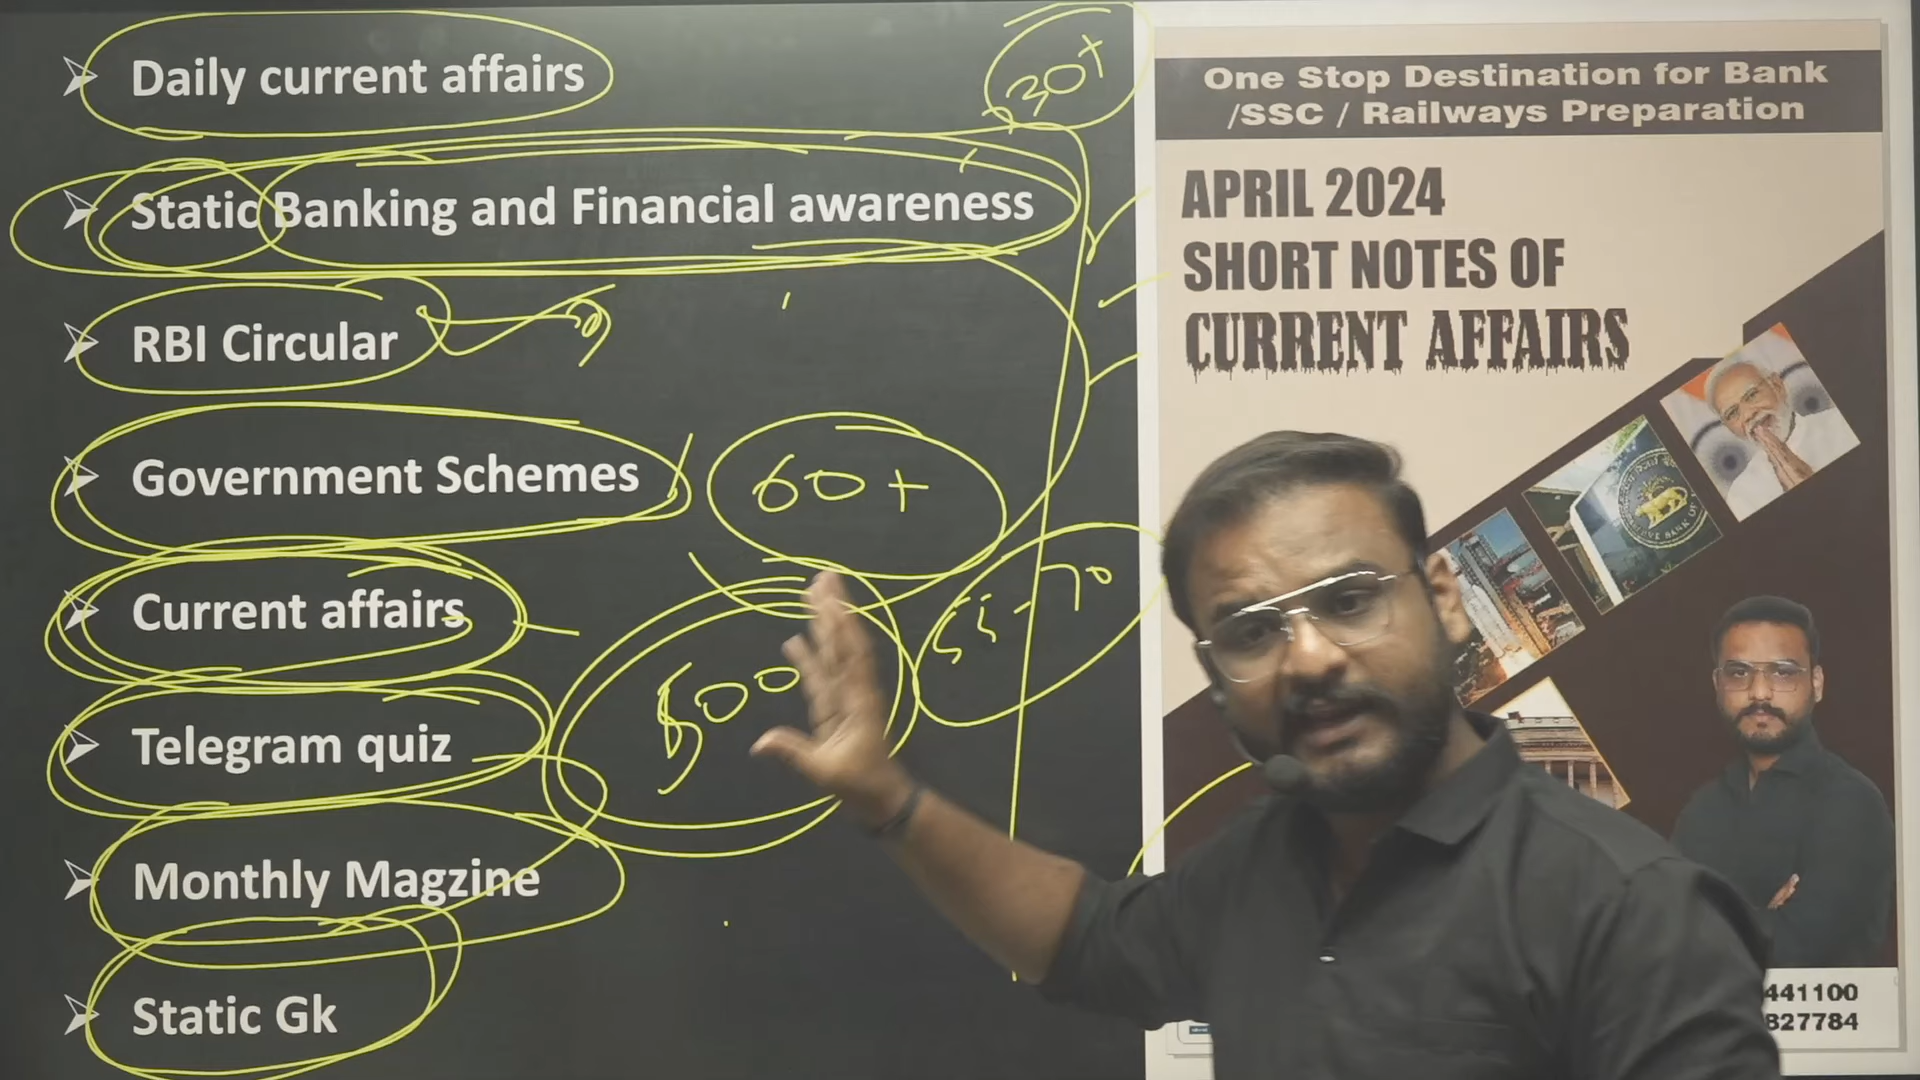 Daily current affairs
30+
Static Banking and Financial awareness
RBI Circular
Government Schemes
60+
Current affairs
55-70
500
Telegram quiz
Monthly Magzine
Static Gk
One Stop Destination for Bank
/SSC / Railways Preparation
APRIL 2024
SHORT NOTES OF
CURRENT AFFAIRS
441100
827784